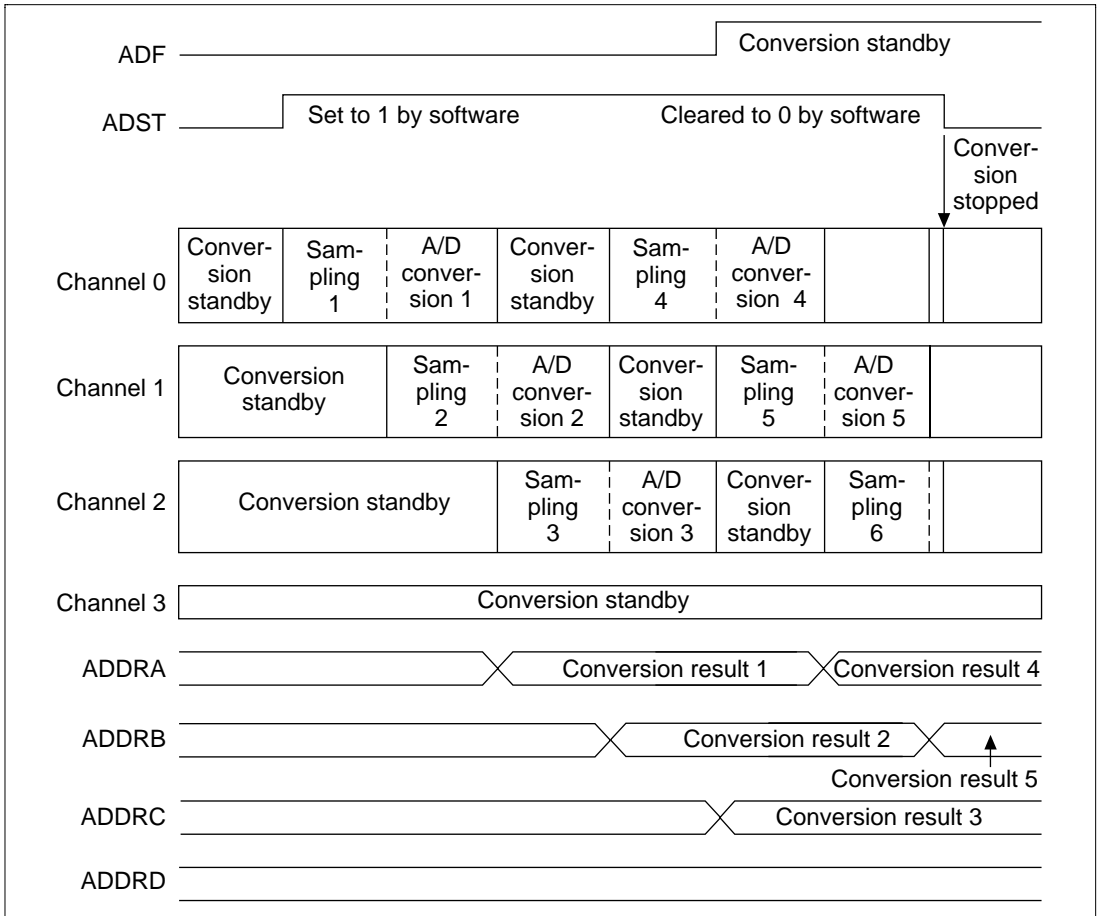 ADF
Conversion standby
ADST
Set to 1 by software
Cleared to 0 by software
Conver-
sion
stopped
Channel 0
Conver-
sion
standby
Sam-
pling
1
A/D
conver-
sion 1
Conver-
sion
standby
Sam-
pling
4
A/D
conver-
sion 4
Channel 1
Conversion
standby
Sam-
pling
2
A/D
conver-
sion 2
Conver-
sion
standby
Sam-
pling
5
A/D
conver-
sion 5
Channel 2
Conversion standby
Sam-
pling
3
A/D
conver-
sion 3
Conver-
sion
standby
Sam-
pling
6
Channel 3
Conversion standby
ADDRA
Conversion result 1
Conversion result 4
ADDRB
Conversion result 2
Conversion result 5
ADDRC
Conversion result 3
ADDRD